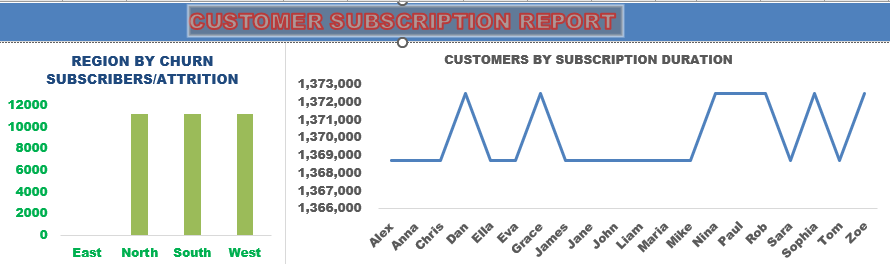 CUSTOMER SUBSCRIPTION REPORT
REGION BY CHURN
SUBSCRIBERS/ATTRITION
12000
10000
8000
6000
4000
2000
0
East North South West
CUSTOMERS BY SUBSCRIPTION DURATION
1,373,000
1,372,000
1,371,000
1,370,000
1,369,000
1,368,000
1,367,000
1,366,000
Alex Anna Chris Dan Ella Eva Grace James Jane John Liam Maria Mike Nina Paul Rob Sara Sophia Tom Zoe